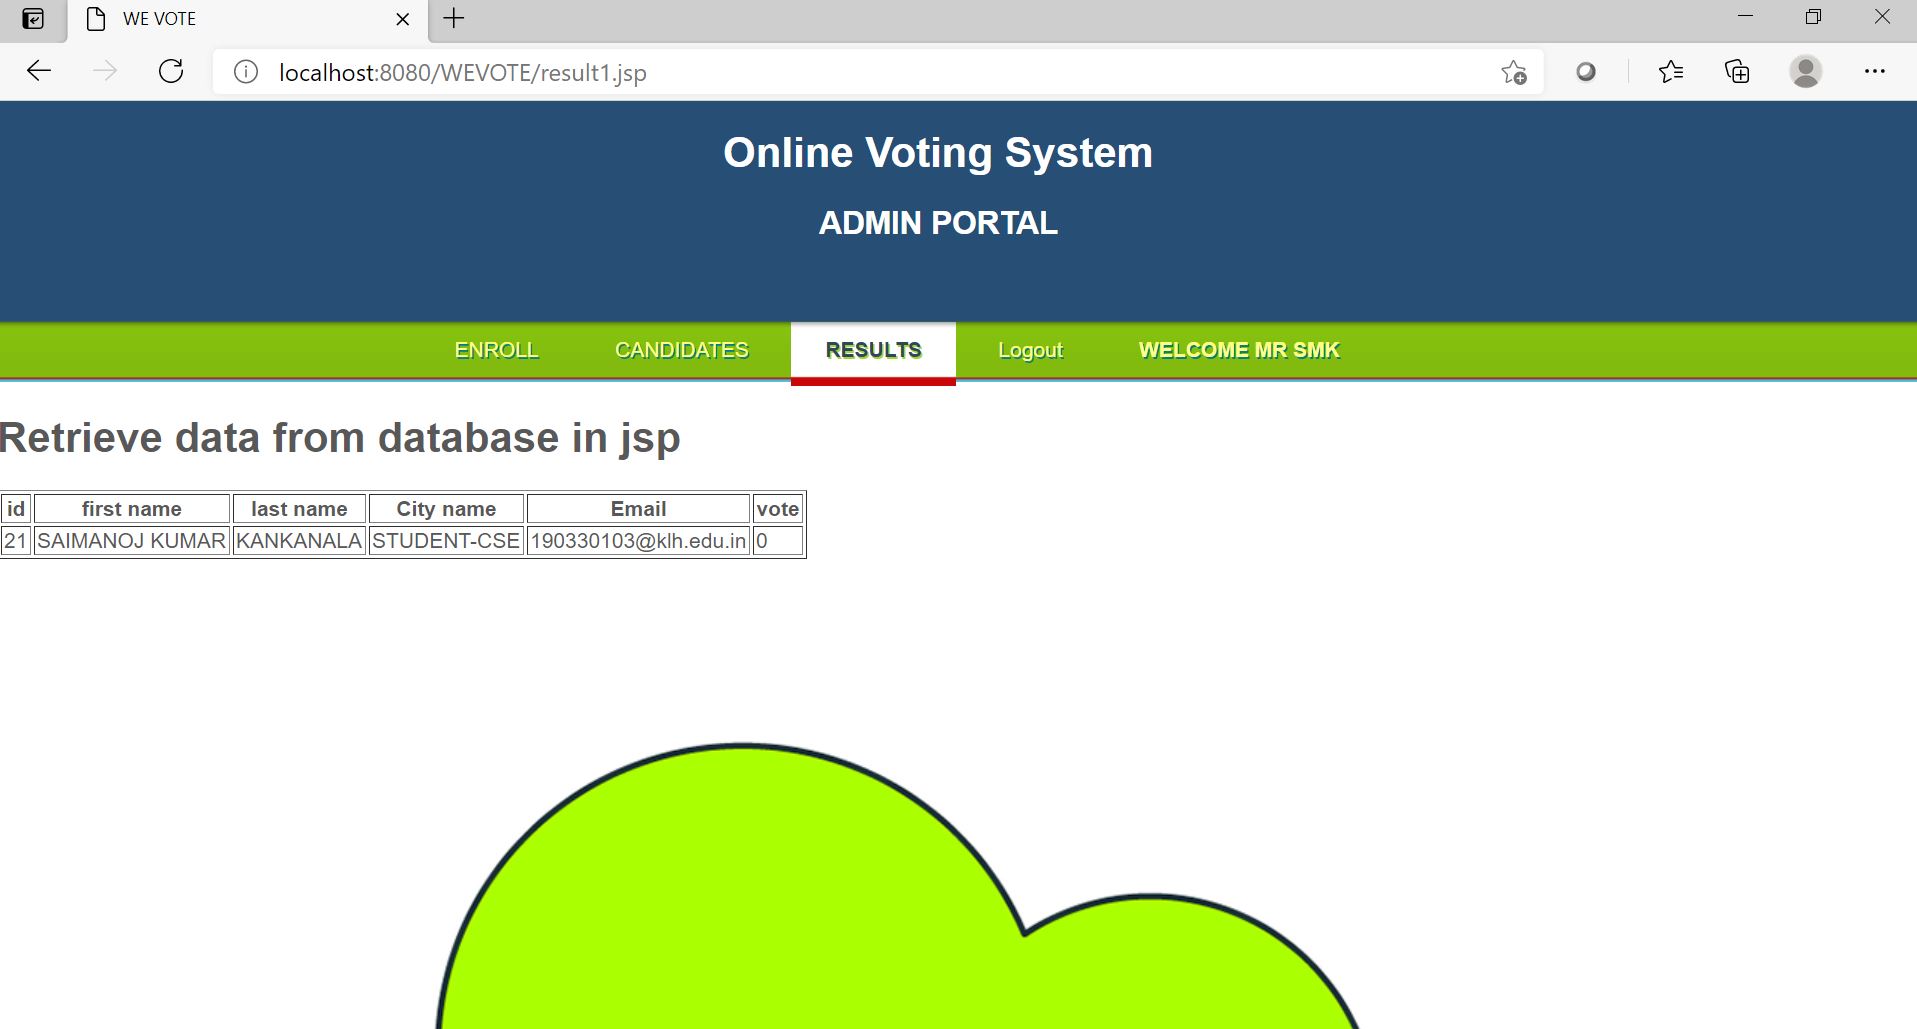 WE VOTE
localhost:8080/WEVOTE/result1.jsp
Online Voting System
ADMIN PORTAL
ENROLL CANDIDATES RESULTS Logout WELCOME MR SMK
Retrieve data from database in jsp
id first name last name City name Email vote
21 SAIMANOJ KUMAR KANKANALA STUDENT-CSE 190330103@klh.edu.in 0